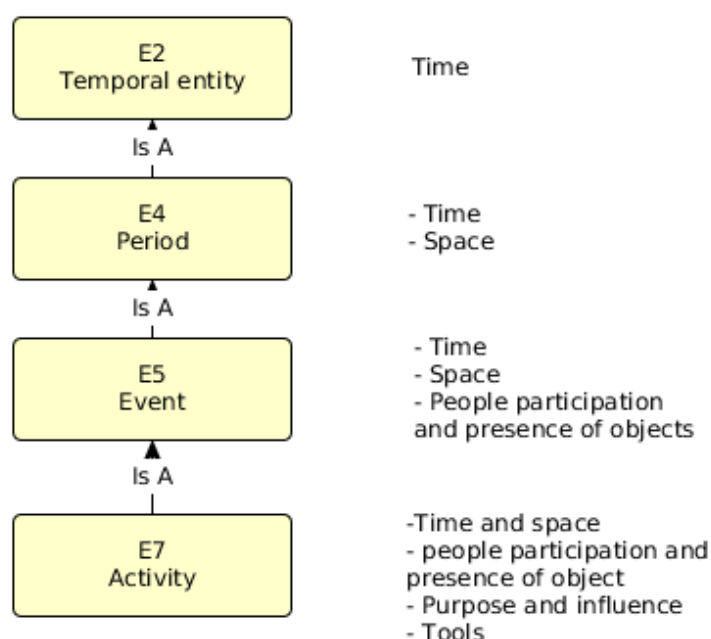 E2
Temporal entity
Time
Is A
E4
Period
- Time
- Space
Is A
E5
Event
- Time
- Space
- People participation
and presence of objects
Is A
E7
Activity
-Time and space
- people participation and
presence of object
- Purpose and influence
- Tools